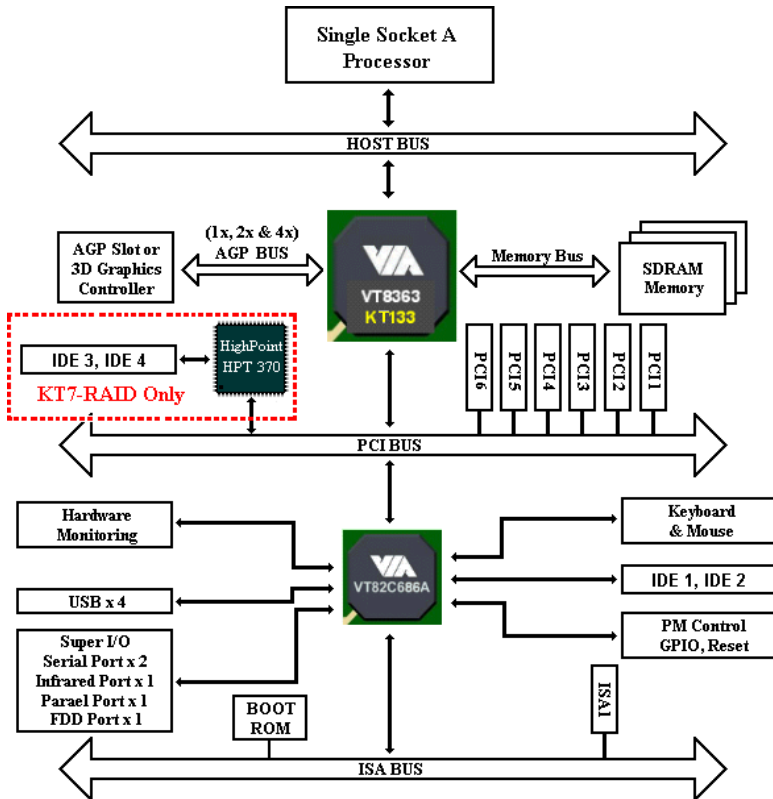 Single Socket A
Processor
HOST BUS
(1x, 2x & 4x)
AGP BUS
AGP Slot or
3D Graphics
Controller
VIA
VT8363
KT133
Memory Bus
SDRAM
Memory
IDE 3, IDE 4
HighPoint
HPT 370
KT7-RAID Only
PCI6
PCI5
PCI4
PCI3
PCI2
PCI1
PCI BUS
Hardware
Monitoring
Keyboard
& Mouse
VIA
VT82C686A
IDE 1, IDE 2
USB x 4
PM Control
GPIO, Reset
Super I/O
Serial Port x 2
Infrared Port x 1
Parael Port x 1
FDD Port x 1
BOOT
ROM
ISA1
ISA BUS